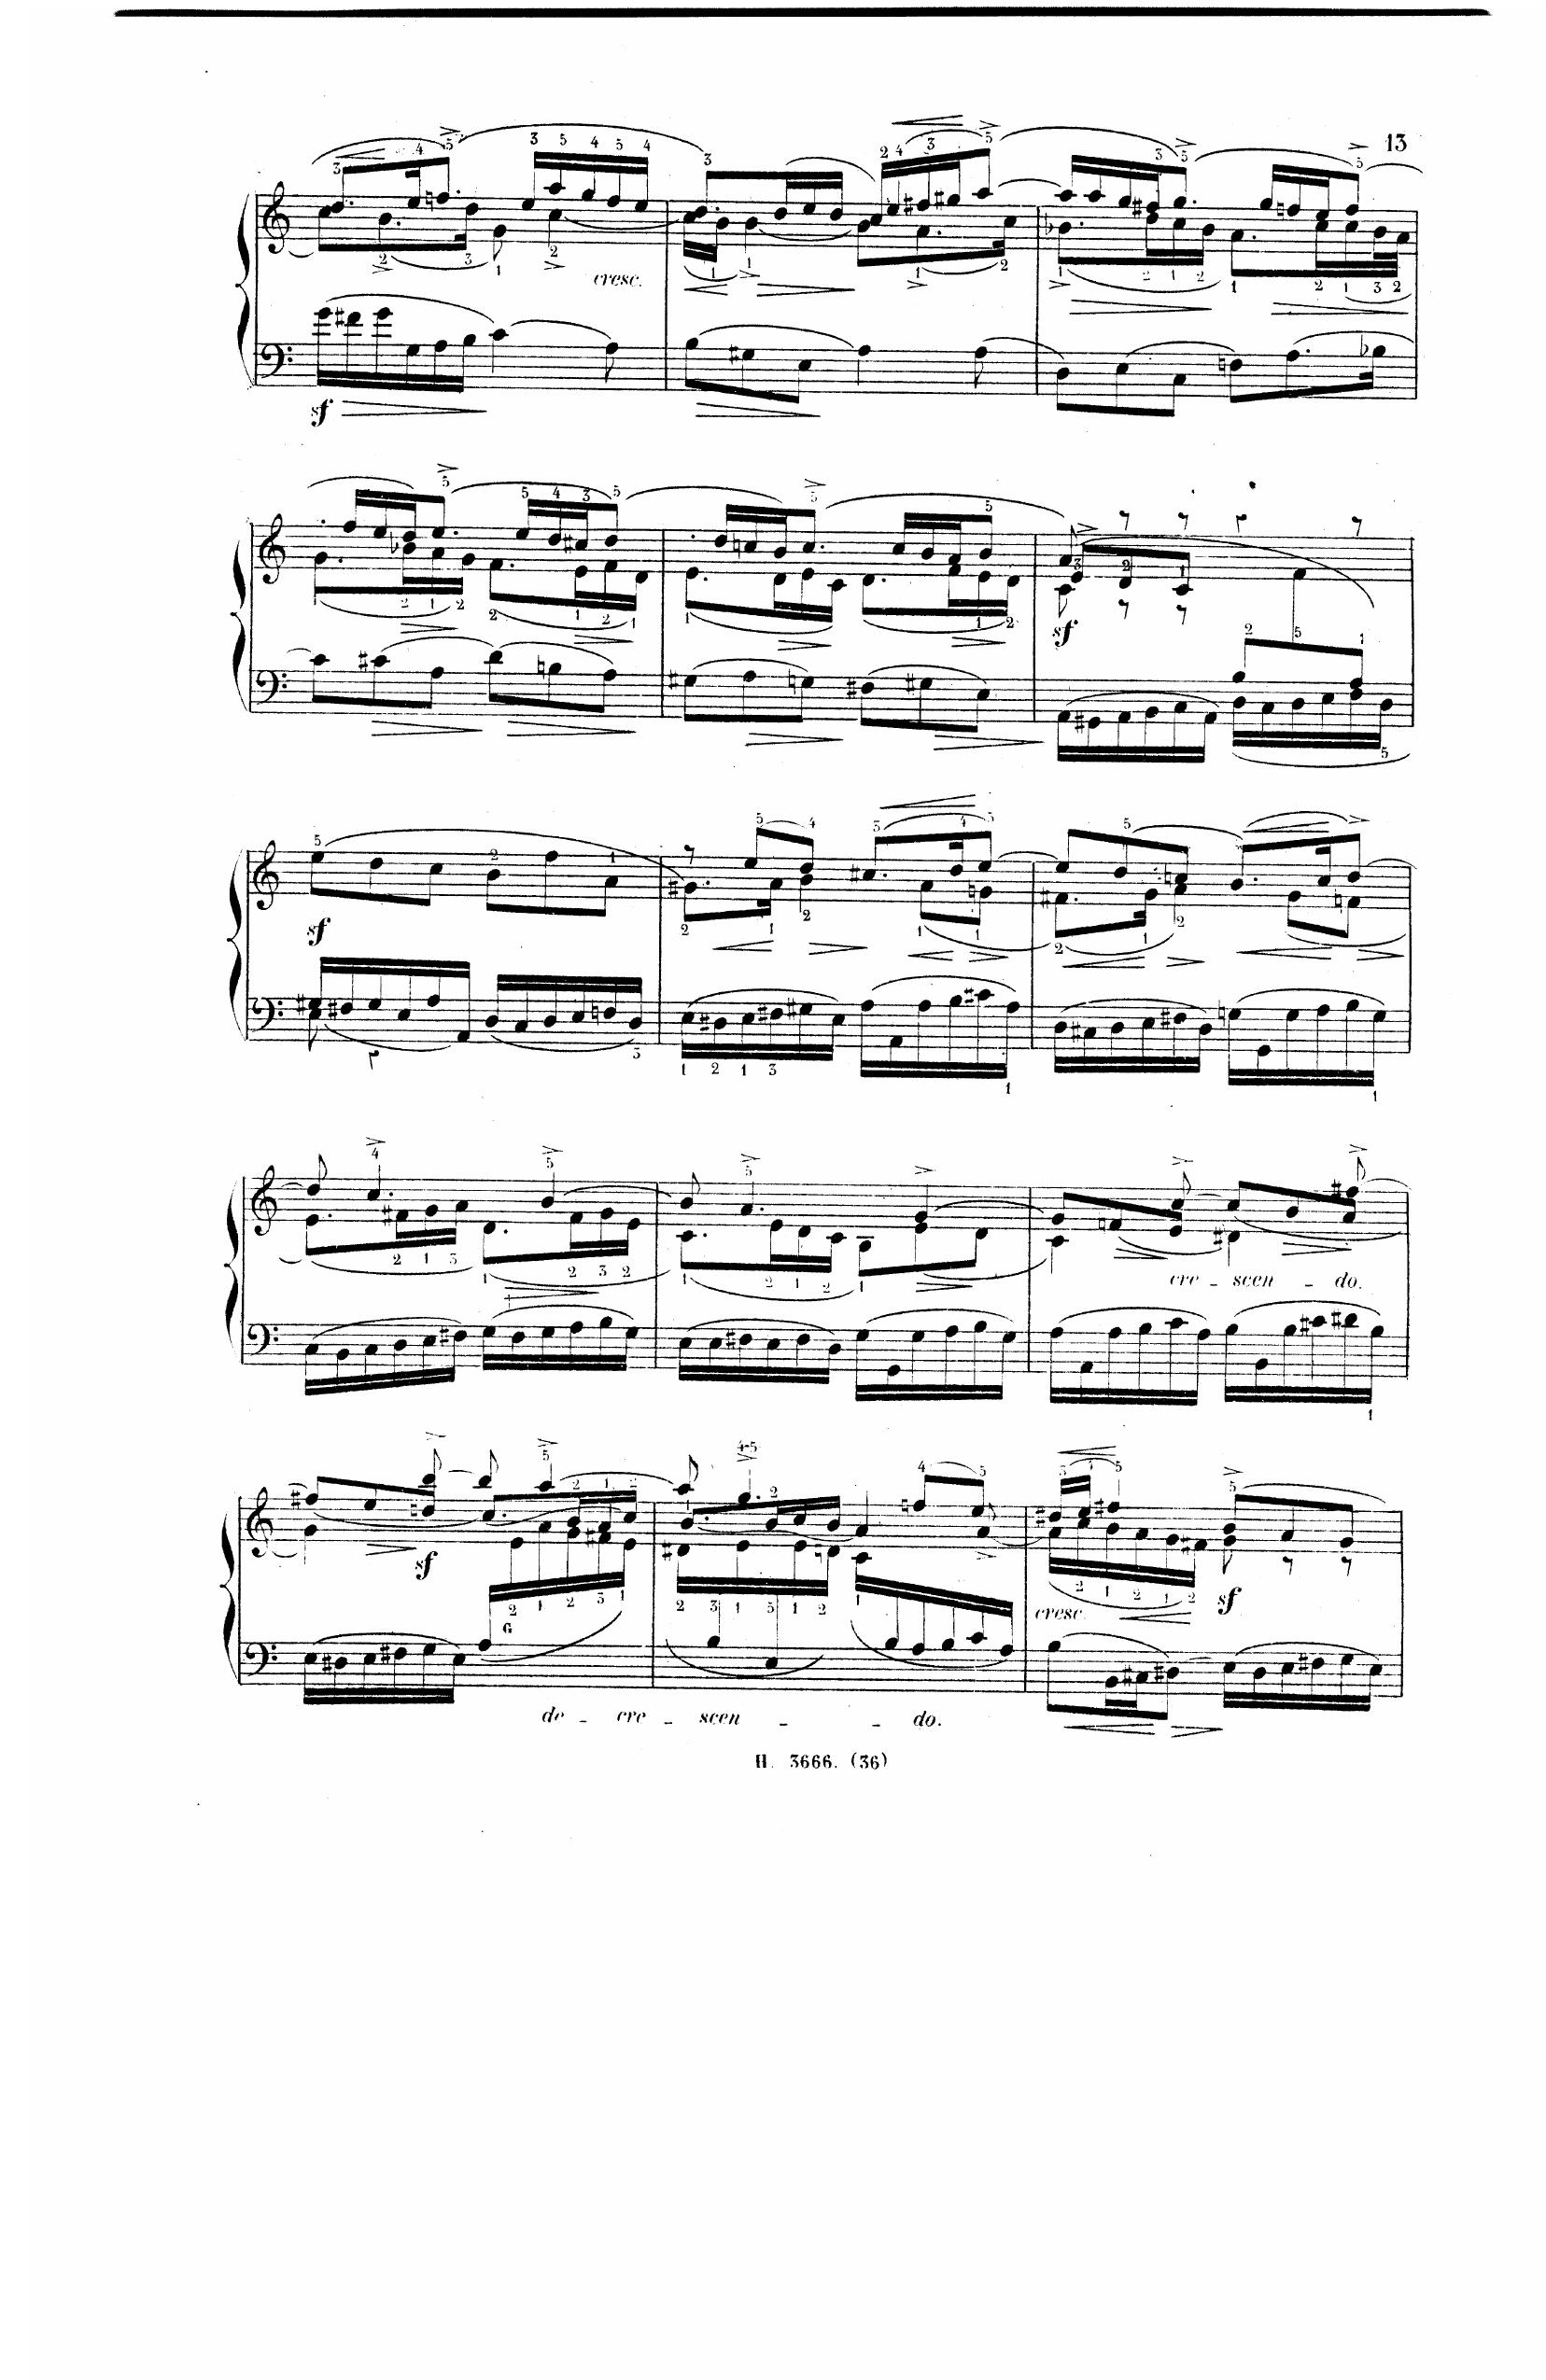 13
cresc.
sf
sf
sf
cre - scen - do.
sf
cresc. sf
de - cre - scen - - do.
H. 3666. (36)